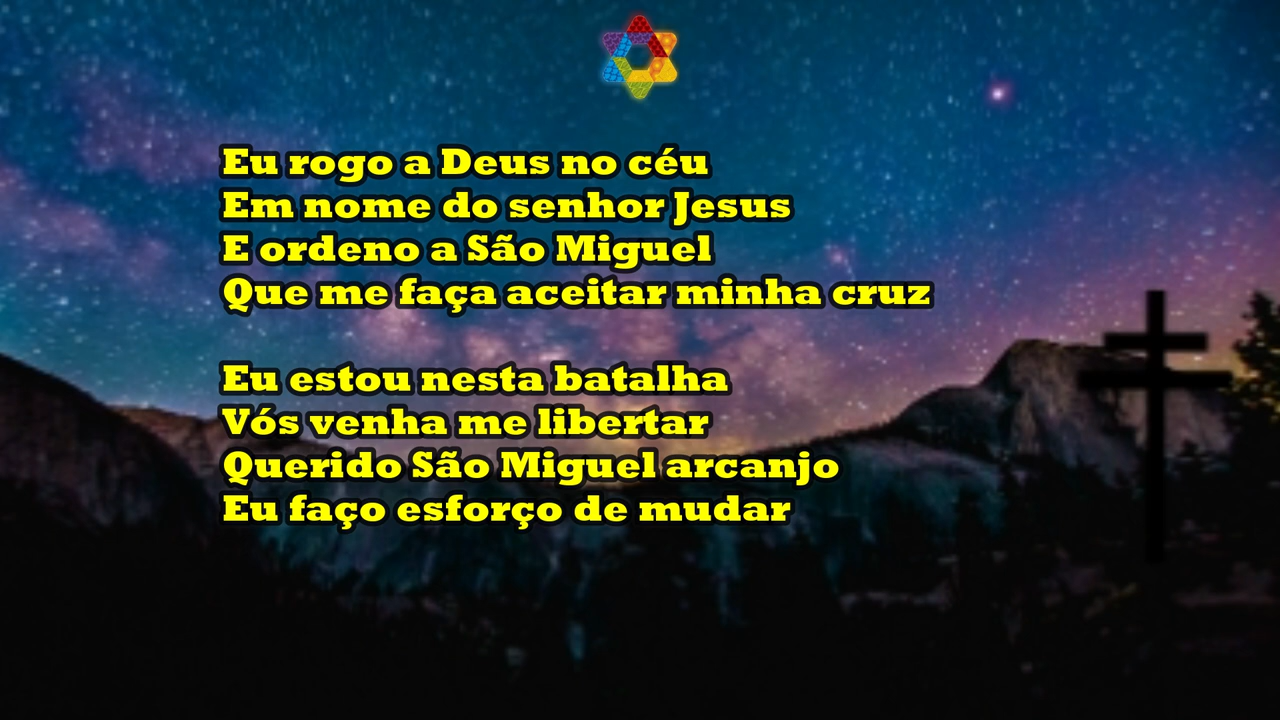 Eu rogo a Deus no céu
Em nome do senhor Jesus
E ordeno a São Miguel
Que me faça aceitar minha cruz
Eu estou nesta batalha
Vós venha me libertar
Querido São Miguel arcanjo
Eu faço esforço de mudar